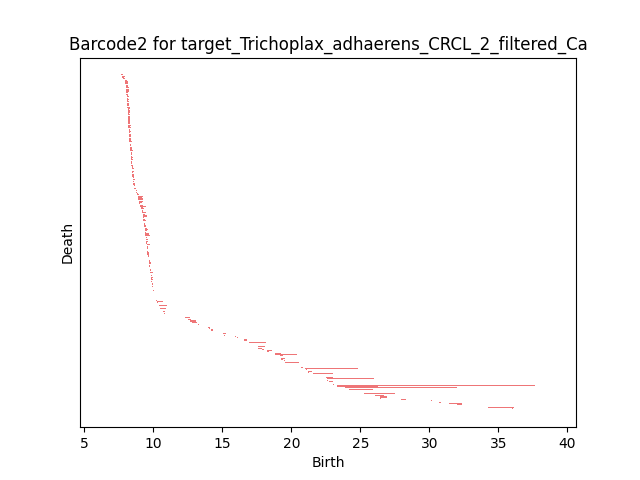 Barcode2 for target_Trichoplax_adhaerens_CRCL_2_filtered_Ca
Death
5 10 15 20 25 30 35 40
Birth